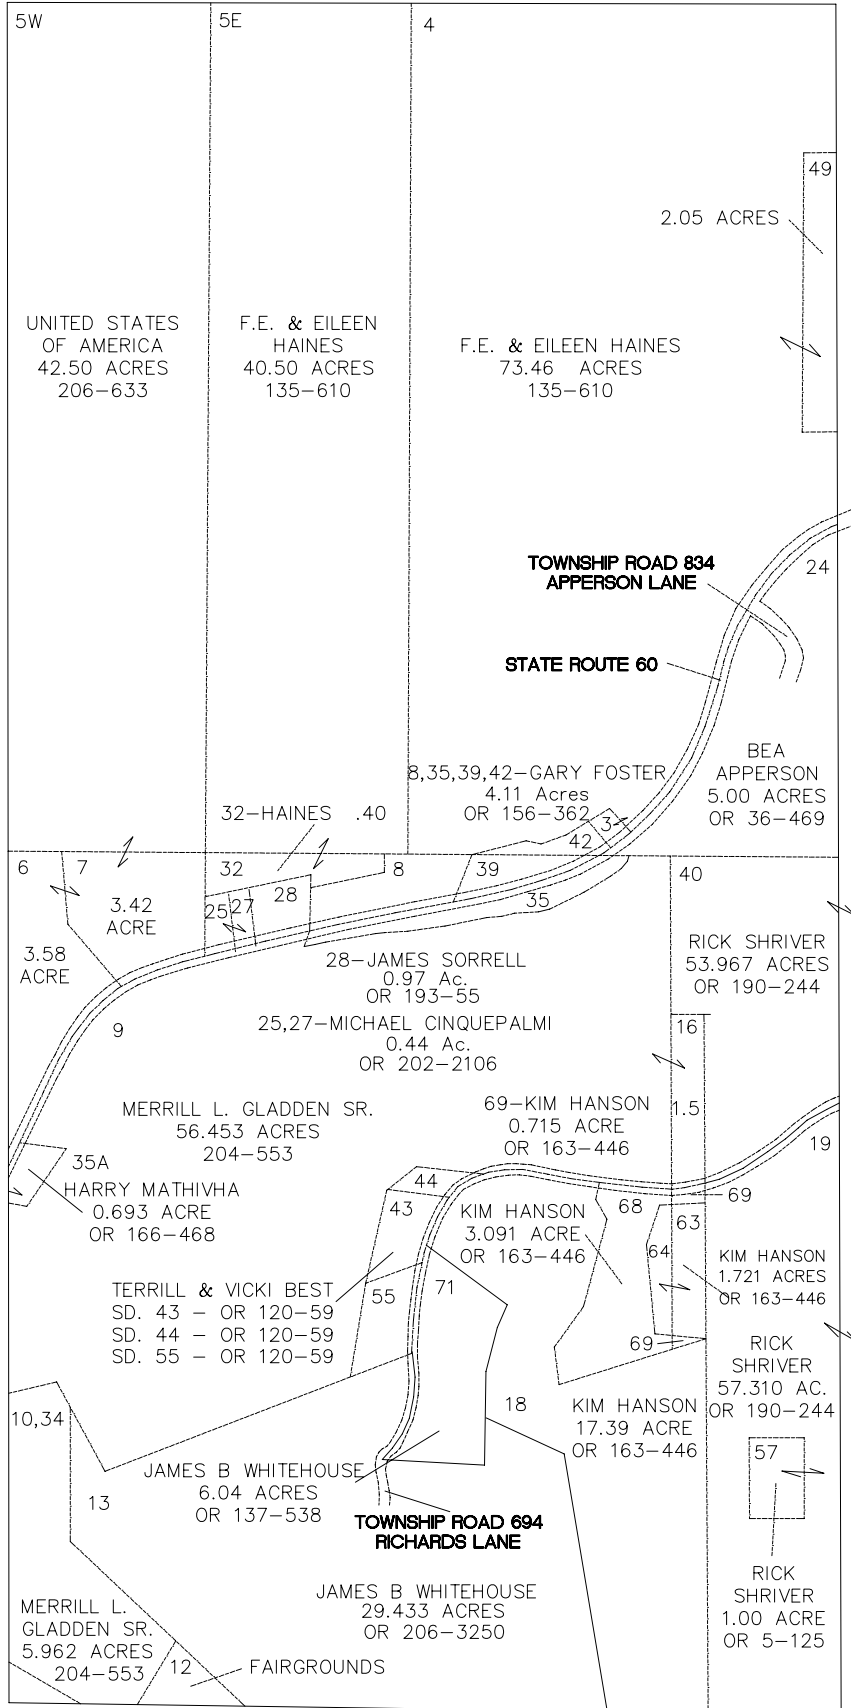 5W
5E
4
49
2.05 ACRES
UNITED STATES
OF AMERICA
42.50 ACRES
206-633
F.E. & EILEEN
HAINES
40.50 ACRES
135-610
F.E. & EILEEN HAINES
73.46 ACRES
135-610
TOWNSHIP ROAD 834
APPERSON LANE
24
STATE ROUTE 60
BEA
APPERSON
5.00 ACRES
OR 36-469
8,35,39,42-GARY FOSTER
4.11 Acres
OR 156-362
32-HAINES .40
3
42
6
7
32
8
39
40
28
25
27
35
3.42
ACRE
3.58
ACRE
RICK SHRIVER
53.967 ACRES
OR 190-244
28-JAMES SORRELL
0.97 Ac.
OR 193-55
9
25,27-MICHAEL CINQUEPALMI
0.44 Ac.
OR 202-2106
16
1.5
MERRILL L. GLADDEN SR.
56.453 ACRES
204-553
69-KIM HANSON
0.715 ACRE
OR 163-446
19
35A
HARRY MATHIVHA
0.693 ACRE
OR 166-468
44
43
69
68
63
64
KIM HANSON
3.091 ACRE
OR 163-446
KIM HANSON
1.721 ACRES
OR 163-446
TERRILL & VICKI BEST
SD. 43 - OR 120-59
SD. 44 - OR 120-59
SD. 55 - OR 120-59
55
71
69
RICK
SHRIVER
57.310 AC.
OR 190-244
10,34
18
KIM HANSON
17.39 ACRE
OR 163-446
57
13
JAMES B WHITEHOUSE
6.04 ACRES
OR 137-538
TOWNSHIP ROAD 694
RICHARDS LANE
RICK
SHRIVER
1.00 ACRE
OR 5-125
JAMES B WHITEHOUSE
29.433 ACRES
OR 206-3250
MERRILL L.
GLADDEN SR.
5.962 ACRES
204-553
12
FAIRGROUNDS